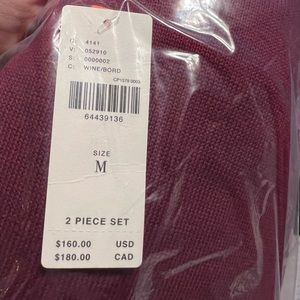 4141
V: 052910
S: 0000002
C: WINE/BORD
64439136
SIZE
M
2 PIECE SET
$160.00 USD
$180.00 CAD